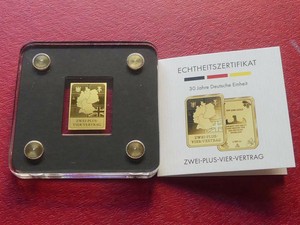 ZWEI-PLUS-
VIER-VERTRAG
ECHTHEITSZERTIFIKAT
30 Jahre Deutsche Einheit
ZWEI-PLUS-
VIER-VERTRAG
ZWEI-PLUS-VIER-VERTRAG